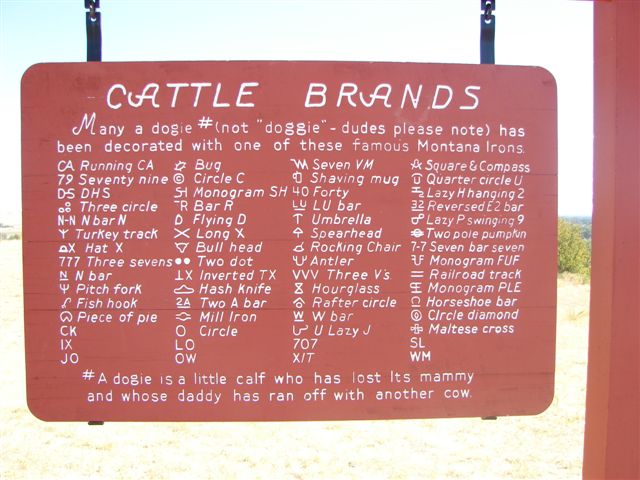 CATTLE BRANDS
Many a dogie #(not "doggie"- dudes please note) has
been decorated with one of these famous Montana Irons.
CA Running CA Bug Seven VM Square & Compass
79 Seventy nine © Circle C Shaving mug Quarter circle U
DS DHS SH Monogram SH 40 Forty Lazy H hanging 2
Three circle R Bar R LU LU bar Reversed E 2 bar
N-N N bar N Flying D Umbrella Lazy P swinging 9
Turkey track Long X Spearhead Two pole pumpkin
X Hat X Bull head Rocking Chair 7-7 Seven bar seven
777 Three sevens Two dot Antler Monogram FUF
N N bar Inverted TX VVV Three V's Railroad track
Pitch fork Hash knife Hourglass Monogram PLE
Fish hook 2A Two A bar Rafter circle Horseshoe bar
Piece of pie Mill Iron W W bar CIrcle diamond
CK O Circle U Lazy J Maltese cross
IX LO 707 SL
JO OW X/T WM
#A dogie is a little calf who has lost Its mammy
and whose daddy has ran off with another cow.